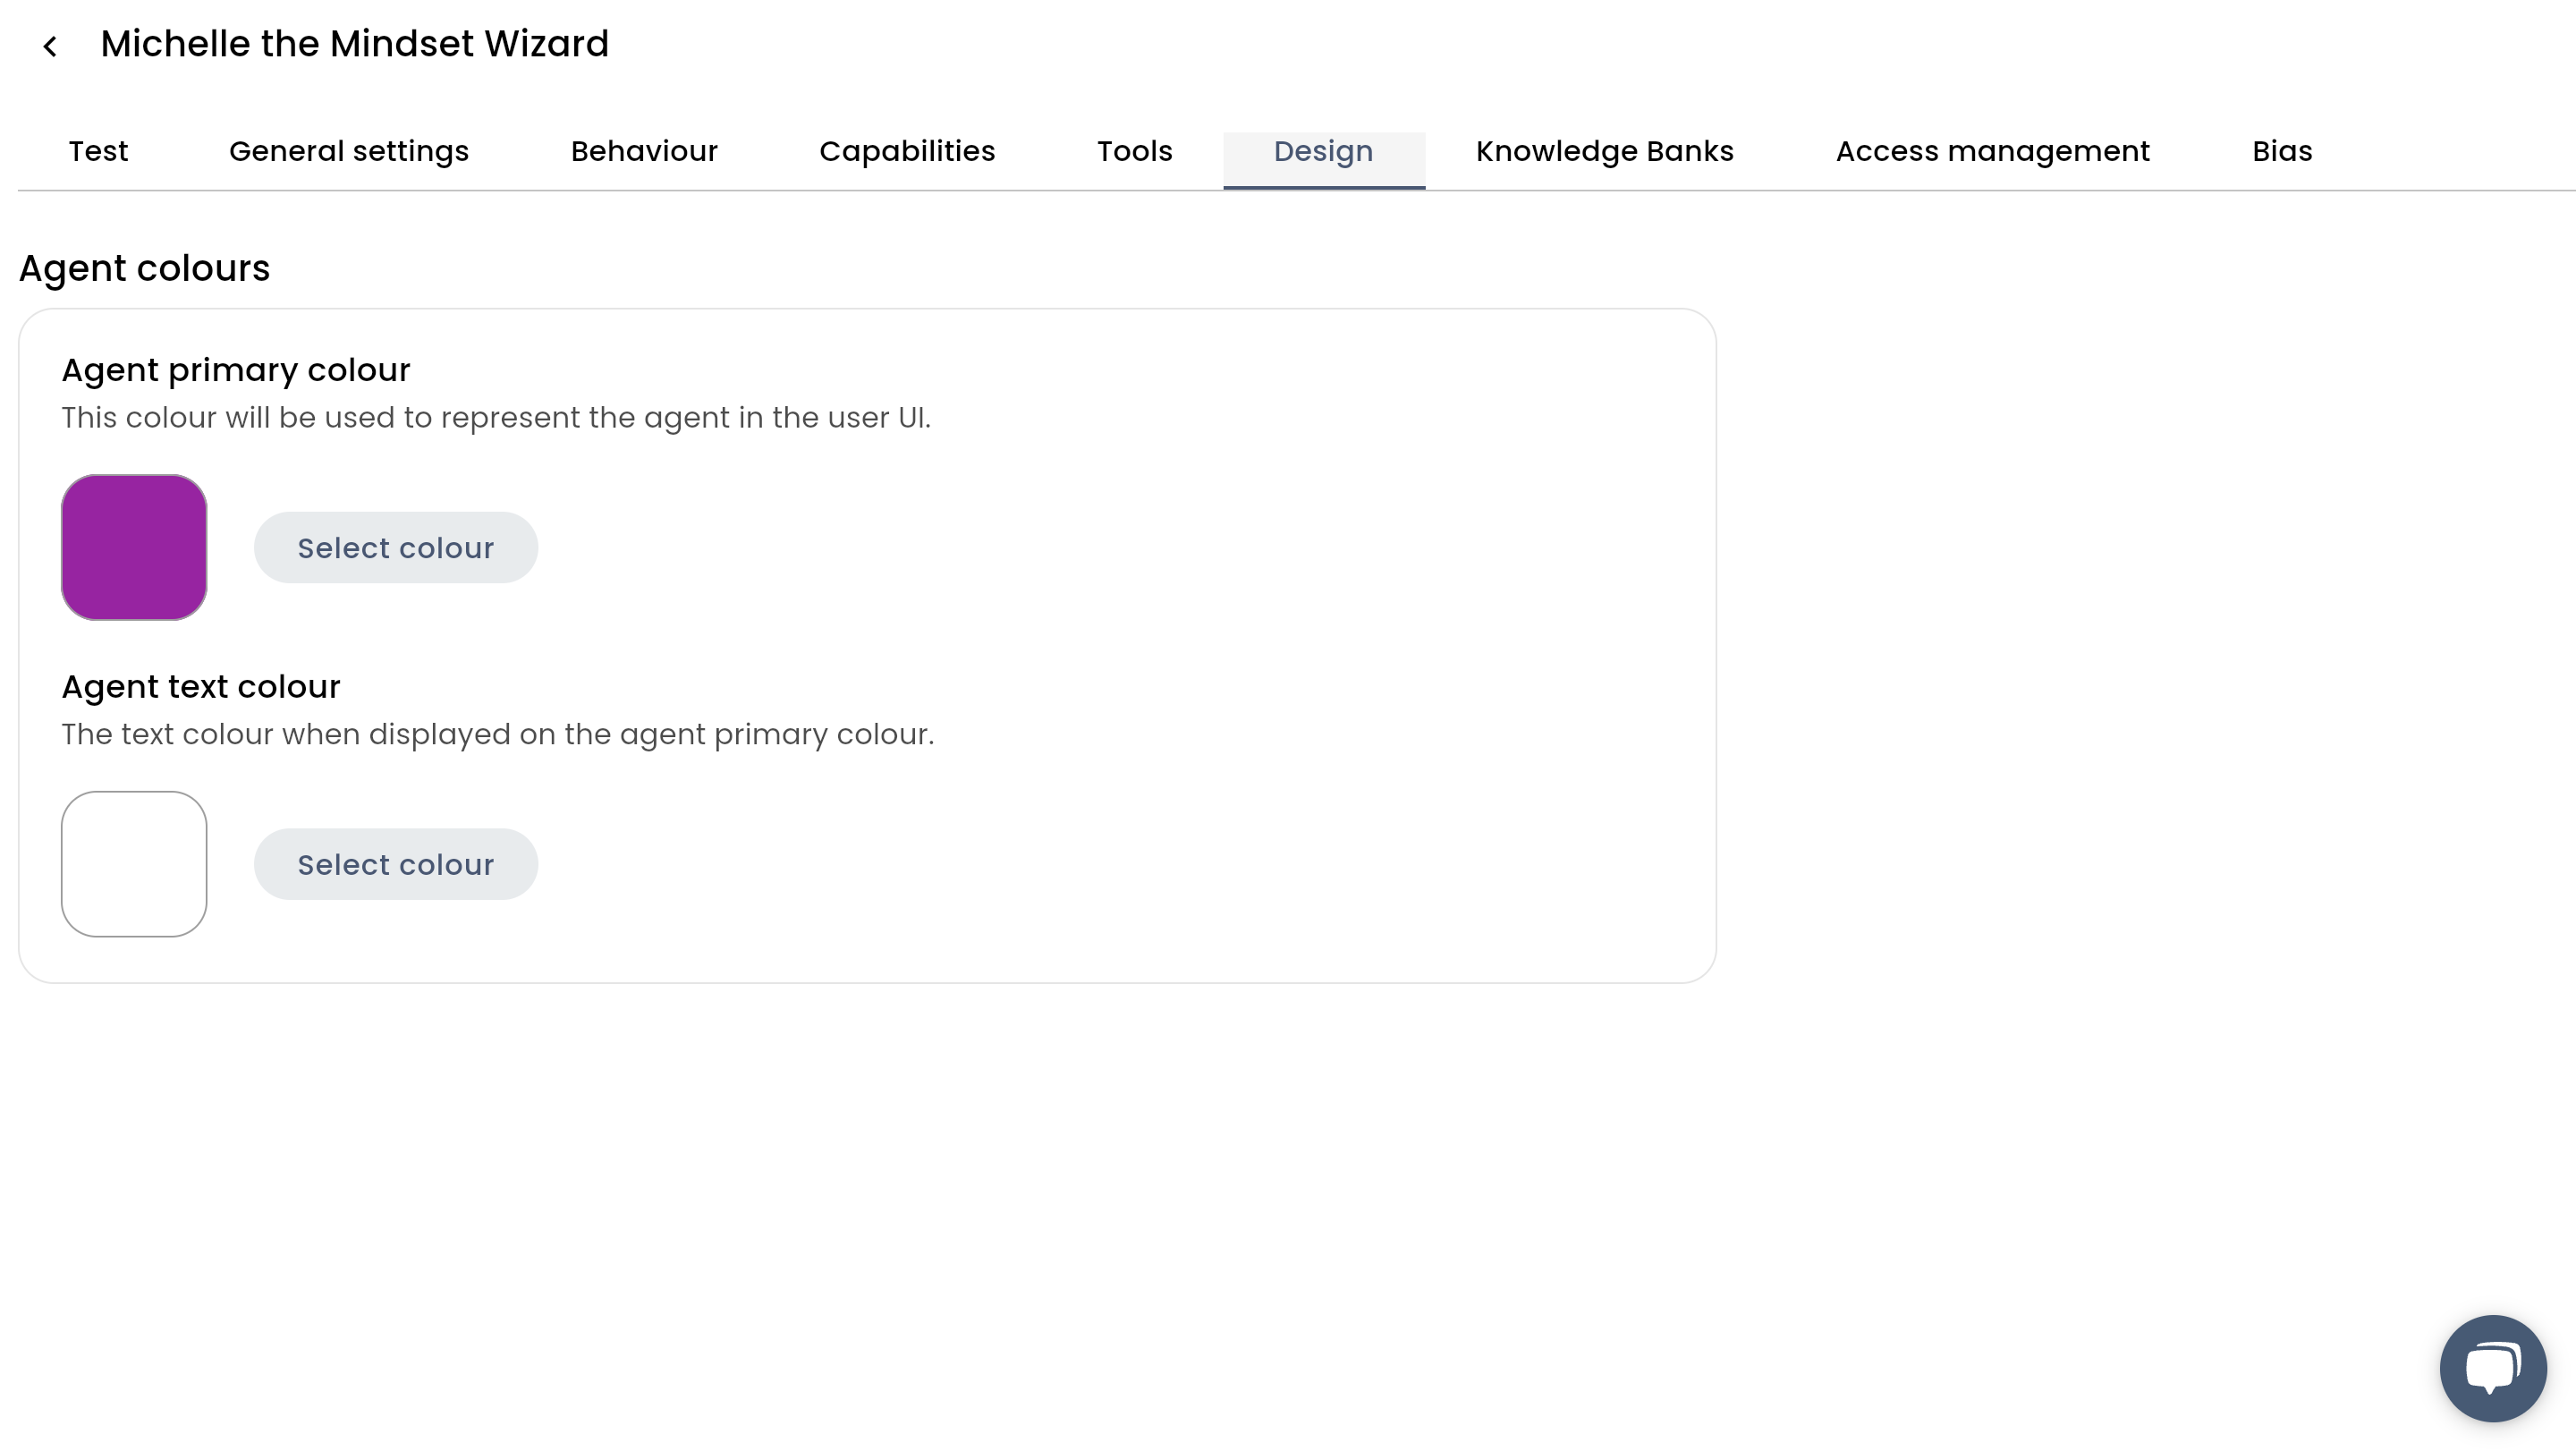 Michelle the Mindset Wizard
Test General settings Behaviour Capabilities Tools Design Knowledge Banks Access management Bias
Agent colours
Agent primary colour
This colour will be used to represent the agent in the user UI.
Select colour
Agent text colour
The text colour when displayed on the agent primary colour.
Select colour